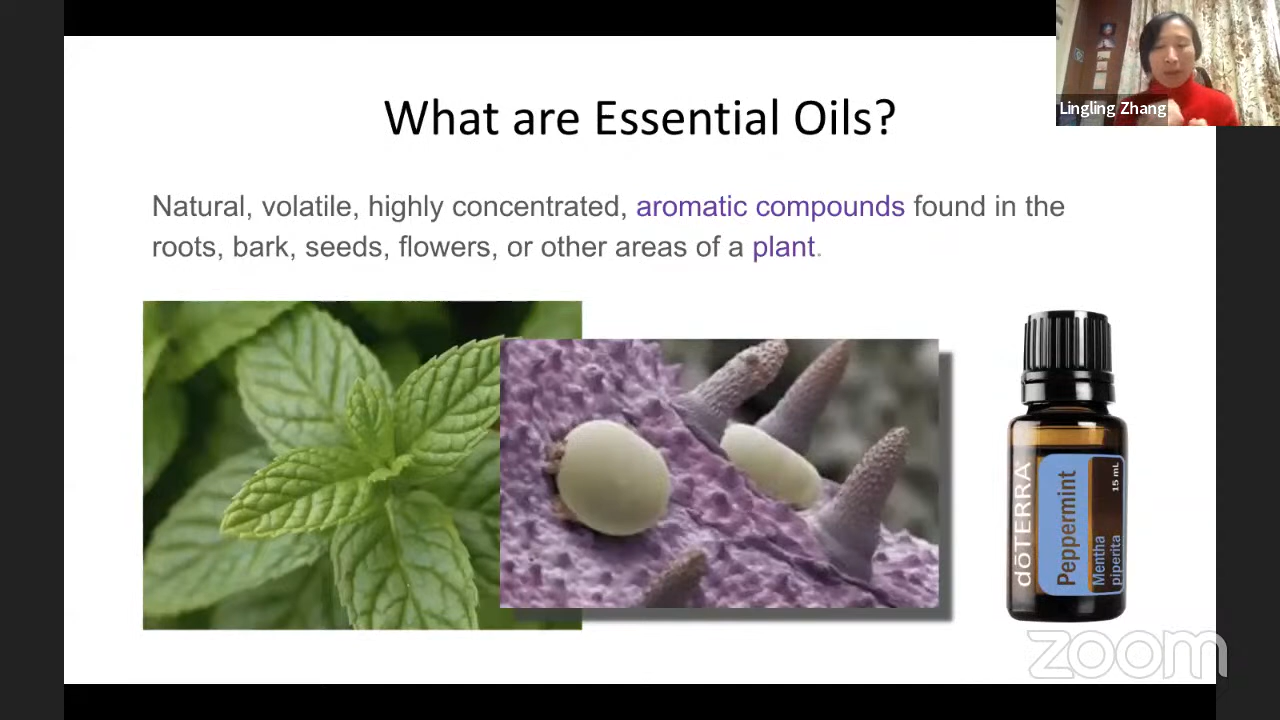 What are Essential Oils?
Lingling Zhang
Natural, volatile, highly concentrated, aromatic compounds found in the
roots, bark, seeds, flowers, or other areas of a plant.
dōTERRA
Peppermint
Mentha
piperita
15 mL
zoom